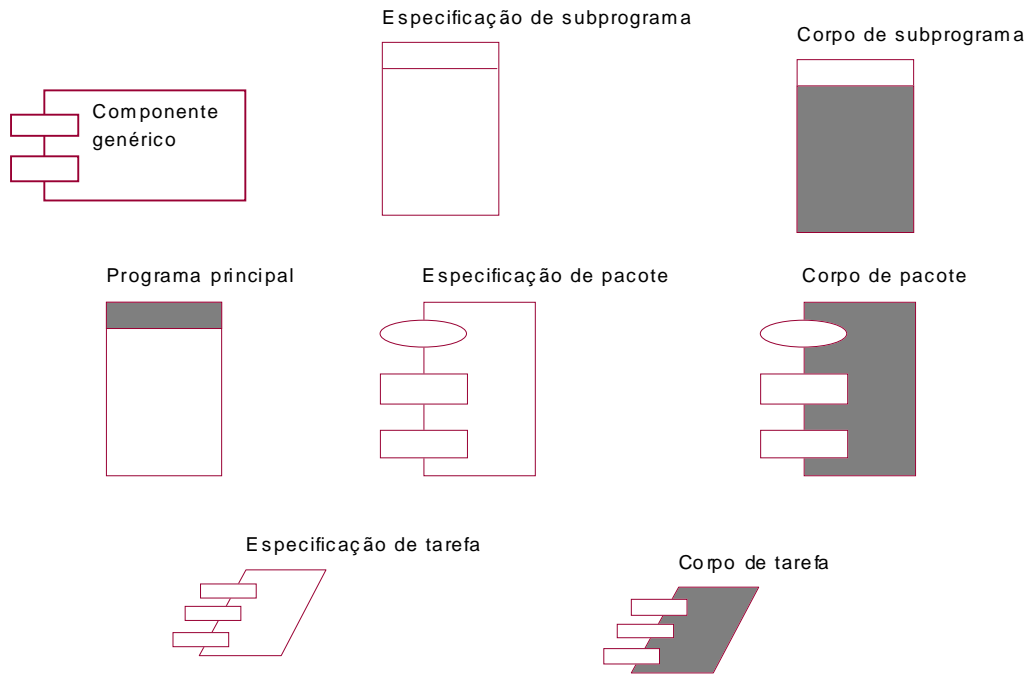 Especificação de subprograma
Corpo de subprograma
Componente
genérico
Programa principal
Especificação de pacote
Corpo de pacote
Especificação de tarefa
Corpo de tarefa